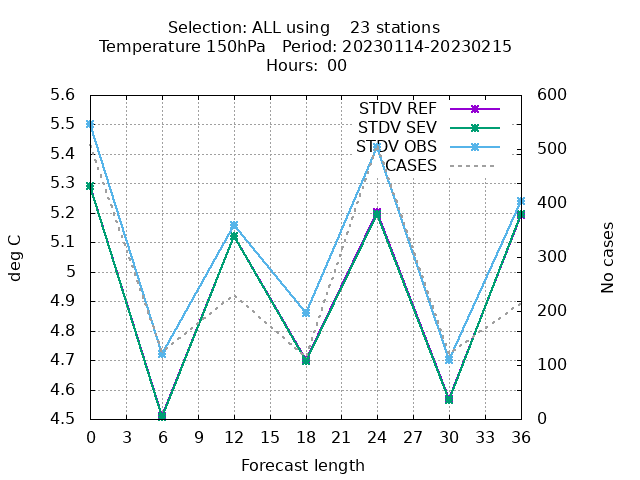 Selection: ALL using    23 stations
Temperature 150hPa   Period: 20230114-20230215
Hours: 00
5.6
5.5
5.4
5.3
5.2
5.1
5
4.9
4.8
4.7
4.6
4.5
deg C
STDV REF
STDV SEV
STDV OBS
CASES
600
500
400
300
200
100
0
No cases
0 3 6 9 12 15 18 21 24 27 30 33 36
Forecast length